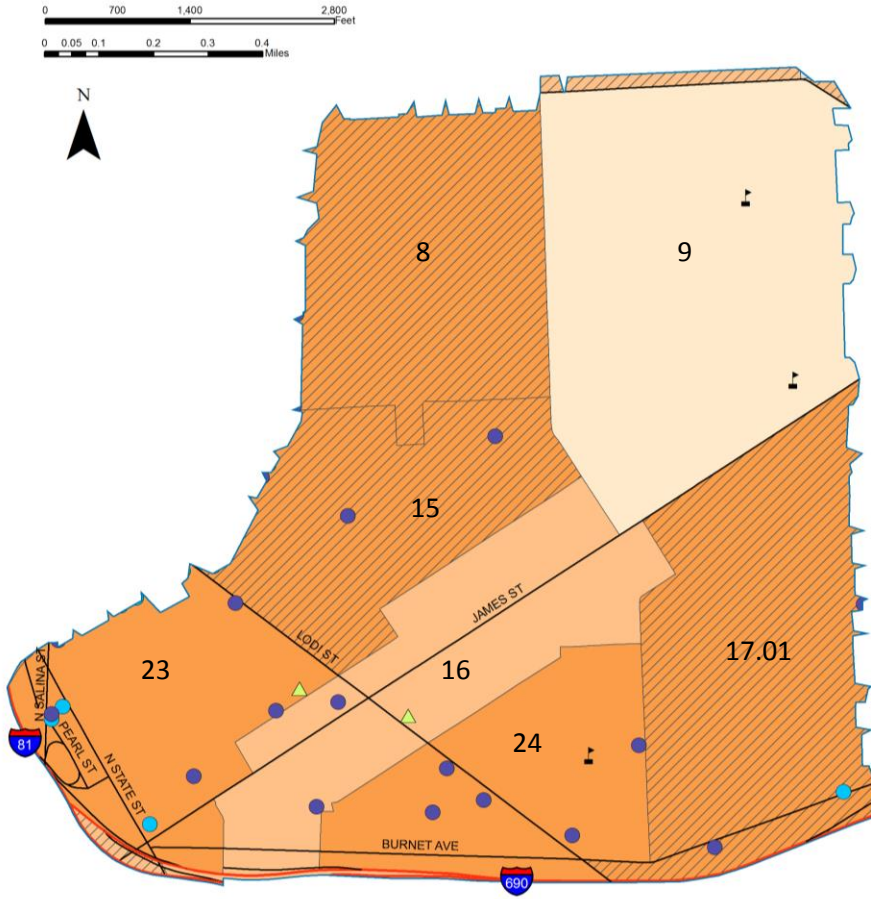 0 700 1,400 2,800
Feet
0 0.05 0.1 0.2 0.3 0.4
Miles
N
8
9
15
JAMES ST
LODI ST
N SALINA ST
23
16
17.01
PEARL ST
N STATE ST
24
81
BURNET AVE
690